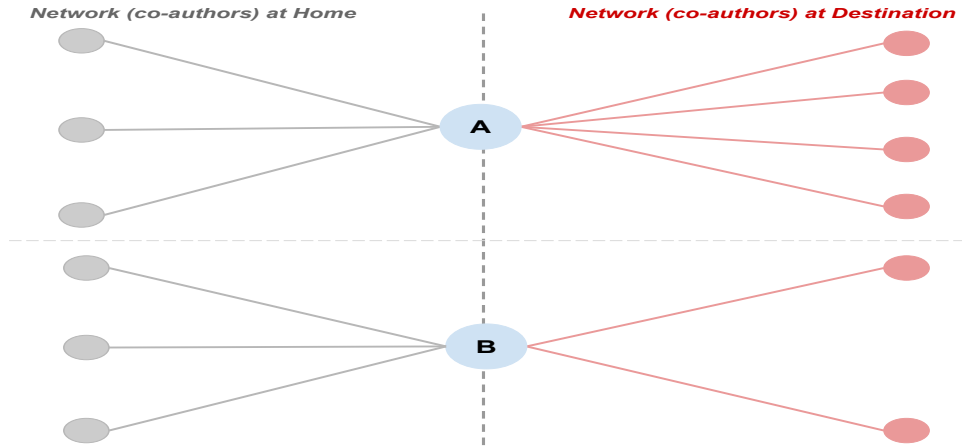 Network (co-authors) at Home
Network (co-authors) at Destination
A
B